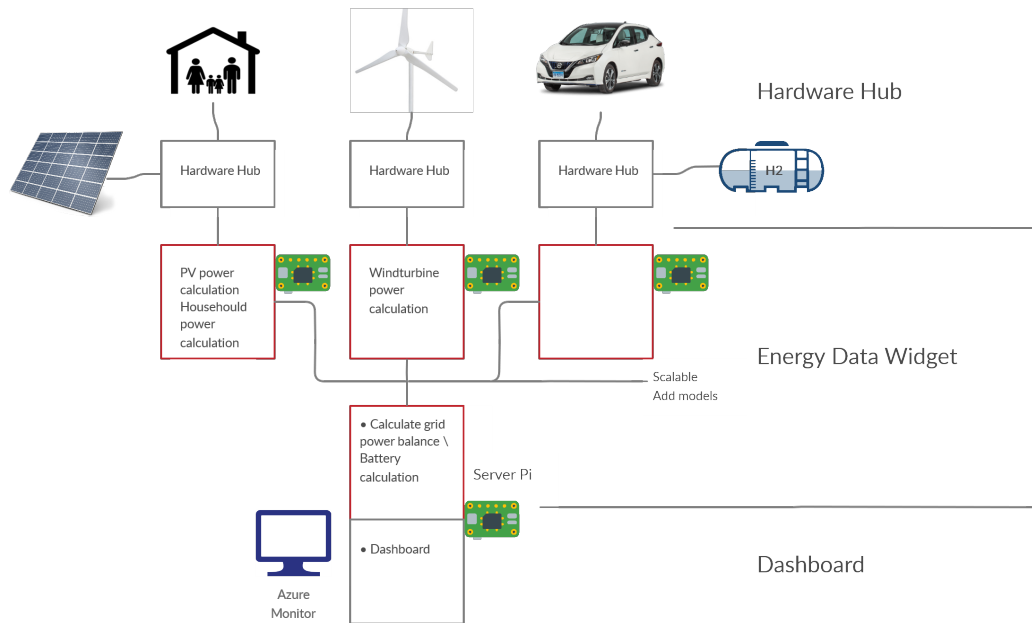 Hardware Hub
Hardware Hub
Hardware Hub
Hardware Hub
H2
PV power
calculation
Househould
power
calculation
Windturbine
power
calculation
Energy Data Widget
Scalable
Add models
• Calculate grid
power balance \
Battery
calculation
Server Pi
• Dashboard
Dashboard
Azure
Monitor